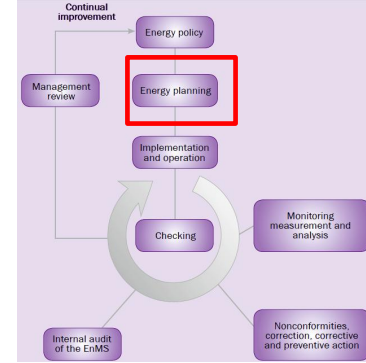 Continual
improvement
Energy policy
Management
review
Energy planning
Implementation
and operation
Checking
Monitoring
measurement and
analysis
Internal audit
of the EnMS
Nonconformities,
correction, corrective
and preventive action